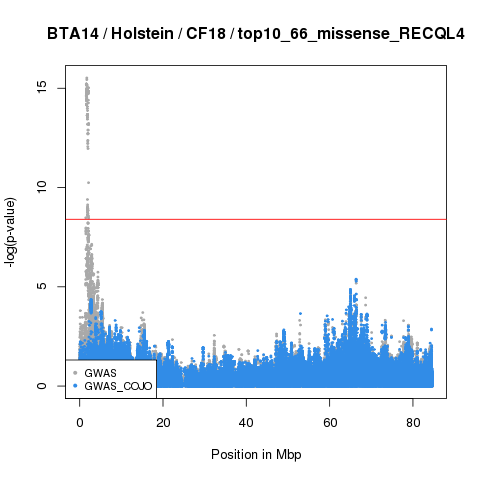 BTA14 / Holstein / CF18 / top10_66_missense_RECQL4
15
10
5
0
-log(p-value)
GWAS
GWAS_COJO
0 20 40 60 80
Position in Mbp